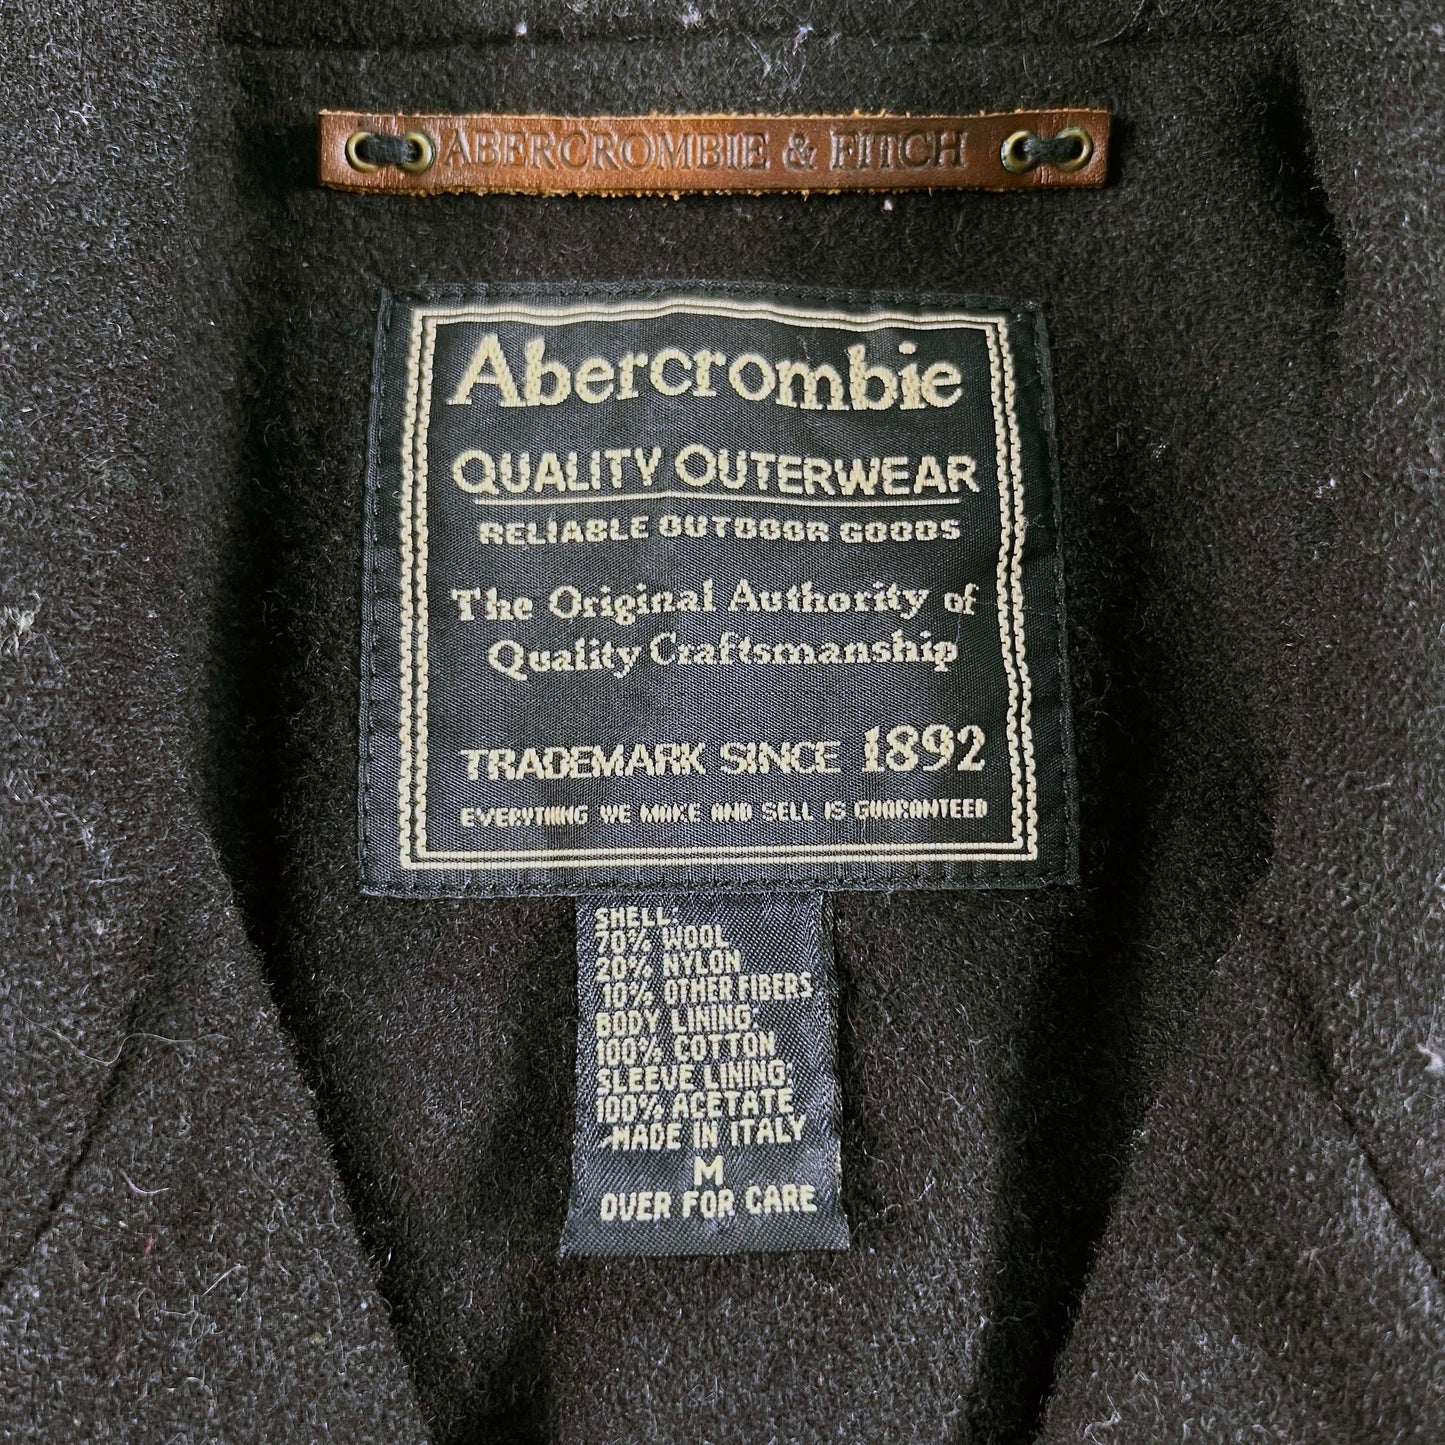 ABERCROMBIE & FITCH
Abercrombie
QUALITY OUTERWEAR
RELIABLE OUTDOOR GOODS
The Original Authority of
Quality Craftsmanship
TRADEMARK SINCE 1892
EVERYTHING WE MAKE AND SELL IS GUARANTEED
SHELL:
70% WOOL
20% NYLON
10% OTHER FIBERS
BODY LINING:
100% COTTON
SLEEVE LINING:
100% ACETATE
MADE IN ITALY
M
OVER FOR CARE